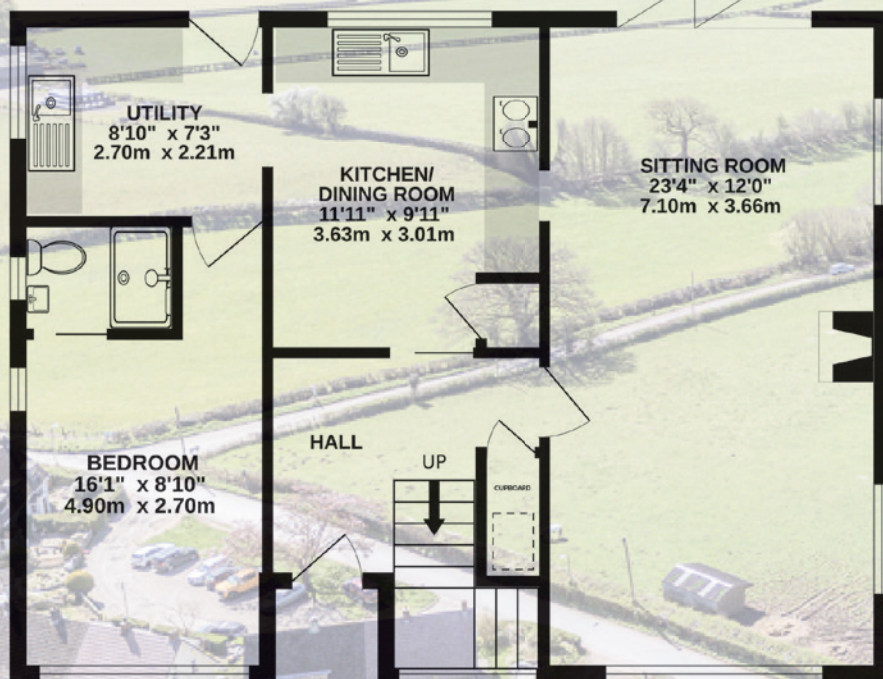 UTILITY
8'10" x 7'3"
2.70m x 2.21m
KITCHEN/
DINING ROOM
11'11" x 9'11"
3.63m x 3.01m
SITTING ROOM
23'4" x 12'0"
7.10m x 3.66m
HALL
UP
CUPBOARD
BEDROOM
16'1" x 8'10"
4.90m x 2.70m